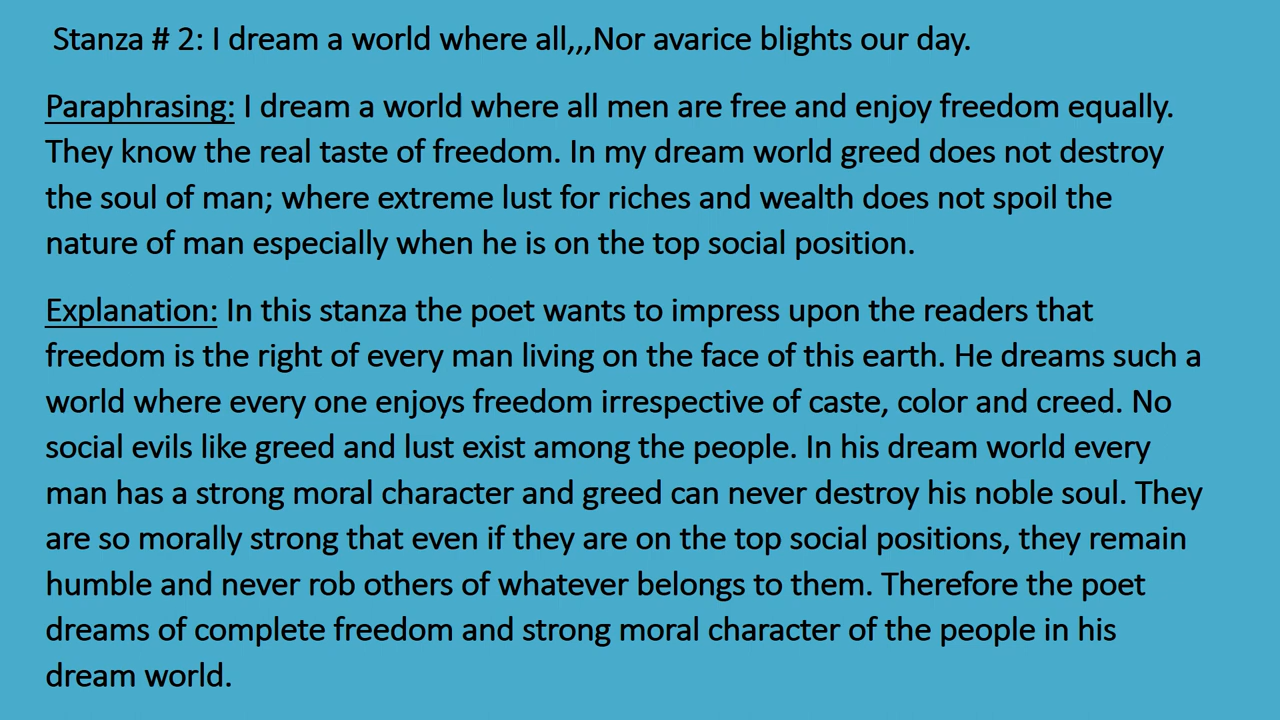 Stanza # 2: I dream a world where all,,,Nor avarice blights our day.
Paraphrasing: I dream a world where all men are free and enjoy freedom equally.
They know the real taste of freedom. In my dream world greed does not destroy
the soul of man; where extreme lust for riches and wealth does not spoil the
nature of man especially when he is on the top social position.
Explanation: In this stanza the poet wants to impress upon the readers that
freedom is the right of every man living on the face of this earth. He dreams such a
world where every one enjoys freedom irrespective of caste, color and creed. No
social evils like greed and lust exist among the people. In his dream world every
man has a strong moral character and greed can never destroy his noble soul. They
are so morally strong that even if they are on the top social positions, they remain
humble and never rob others of whatever belongs to them. Therefore the poet
dreams of complete freedom and strong moral character of the people in his
dream world.